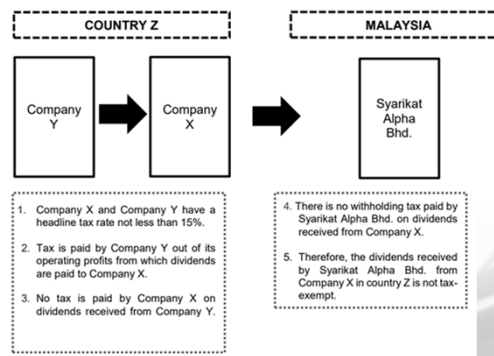 COUNTRY Z
MALAYSIA
Company
Y
Company
X
Syarikat
Alpha
Bhd.
1. Company X and Company Y have a
headline tax rate not less than 15%.
2. Tax is paid by Company Y out of its
operating profits from which dividends
are paid to Company X.
3. No tax is paid by Company X on
dividends received from Company Y.
4. There is no withholding tax paid by
Syarikat Alpha Bhd. on dividends
received from Company X.
5. Therefore, the dividends received
by Syarikat Alpha Bhd. from
Company X in country Z is not tax-
exempt.